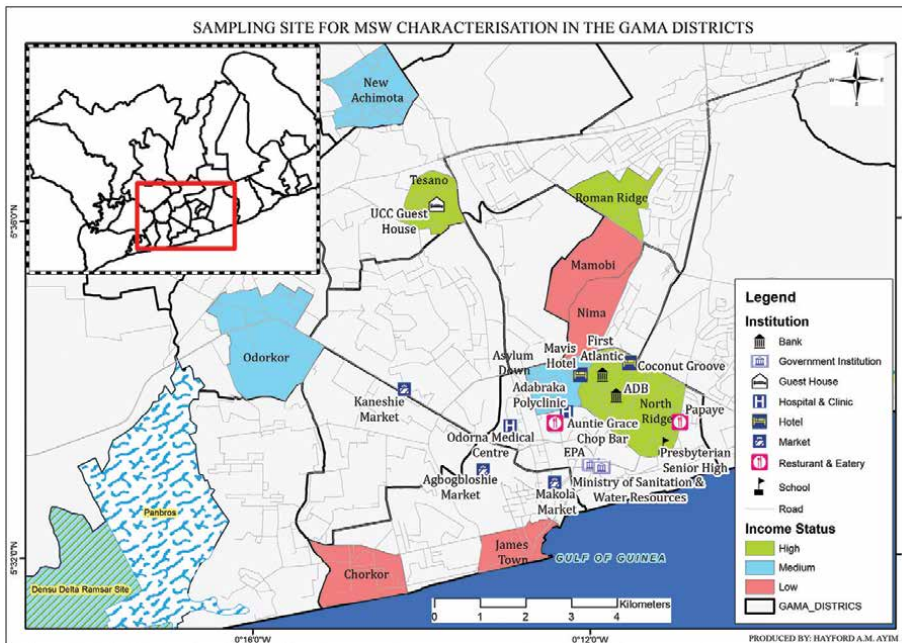 SAMPLING SITE FOR MSW CHARACTERISATION IN THE GAMA DISTRICTS
N
W
E
S
New
Achimota
Tesano
UCC Guest
House
Roman Ridge
5°36'0"N
Mamobi
Nima
Odorkor
Mavis
Hotel
First
Atlantic
Asylum
Down
Coconut Groove
Adabraka
Polyclinic
ADB
North
Ridge
Papaye
Kaneshie
Market
Auntie Grace
Chop Bar
Odorna Medical
Centre
EPA
Presbyterian
Senior High
Agbogbloshie
Market
Ministry of Sanitation &
Water Resources
Makola
Market
Panbros
James
Town
GULF OF GUINEA
5°32'0"N
Chorkor
Densu Delta Ramsar Site
Kilometers
0 1 2 3 4
0°16'0"W
0°12'0"W
Legend
Institution
Bank
Government Institution
Guest House
Hospital & Clinic
Hotel
Market
Resturant & Eatery
School
Road
Income Status
High
Medium
Low
GAMA_DISTRICS
PRODUCED BY: HAYFORD A.M. AYIM